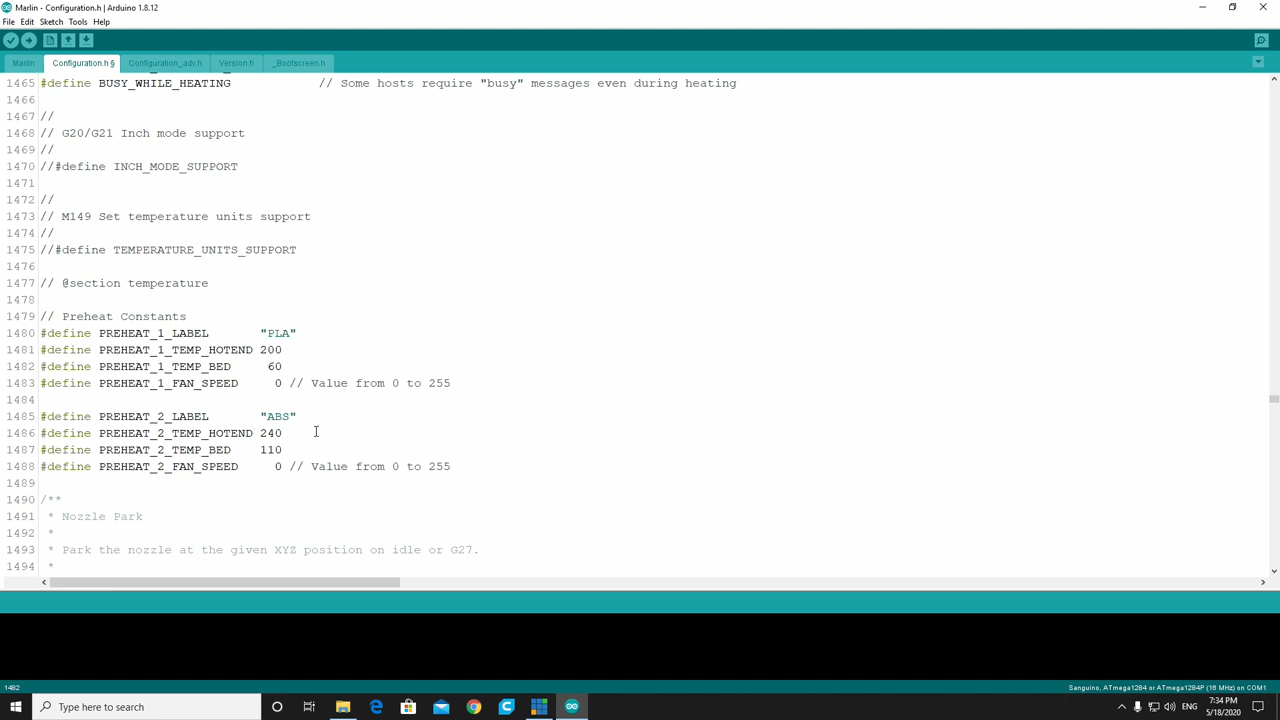 Marlin - Configuration.h | Arduino 1.8.12
File Edit Sketch Tools Help
Marlin Configuration.h § Configuration_adv.h Version.h _Bootscreen.h
1465 #define BUSY_WHILE_HEATING // Some hosts require "busy" messages even during heating
1466
1467 //
1468 // G20/G21 Inch mode support
1469 //
1470 //#define INCH_MODE_SUPPORT
1471
1472 //
1473 // M149 Set temperature units support
1474 //
1475 //#define TEMPERATURE_UNITS_SUPPORT
1476
1477 // @section temperature
1478
1479 // Preheat Constants
1480 #define PREHEAT_1_LABEL "PLA"
1481 #define PREHEAT_1_TEMP_HOTEND 200
1482 #define PREHEAT_1_TEMP_BED 60
1483 #define PREHEAT_1_FAN_SPEED 0 // Value from 0 to 255
1484
1485 #define PREHEAT_2_LABEL "ABS"
1486 #define PREHEAT_2_TEMP_HOTEND 240
1487 #define PREHEAT_2_TEMP_BED 110
1488 #define PREHEAT_2_FAN_SPEED 0 // Value from 0 to 255
1489
1490 /**
1491 * Nozzle Park
1492 *
1493 * Park the nozzle at the given XYZ position on idle or G27.
1494 *
1482 Sanguino, ATmega1284 or ATmega1284P (16 MHz) on COM1
Type here to search
ENG
7:34 PM
5/18/2020